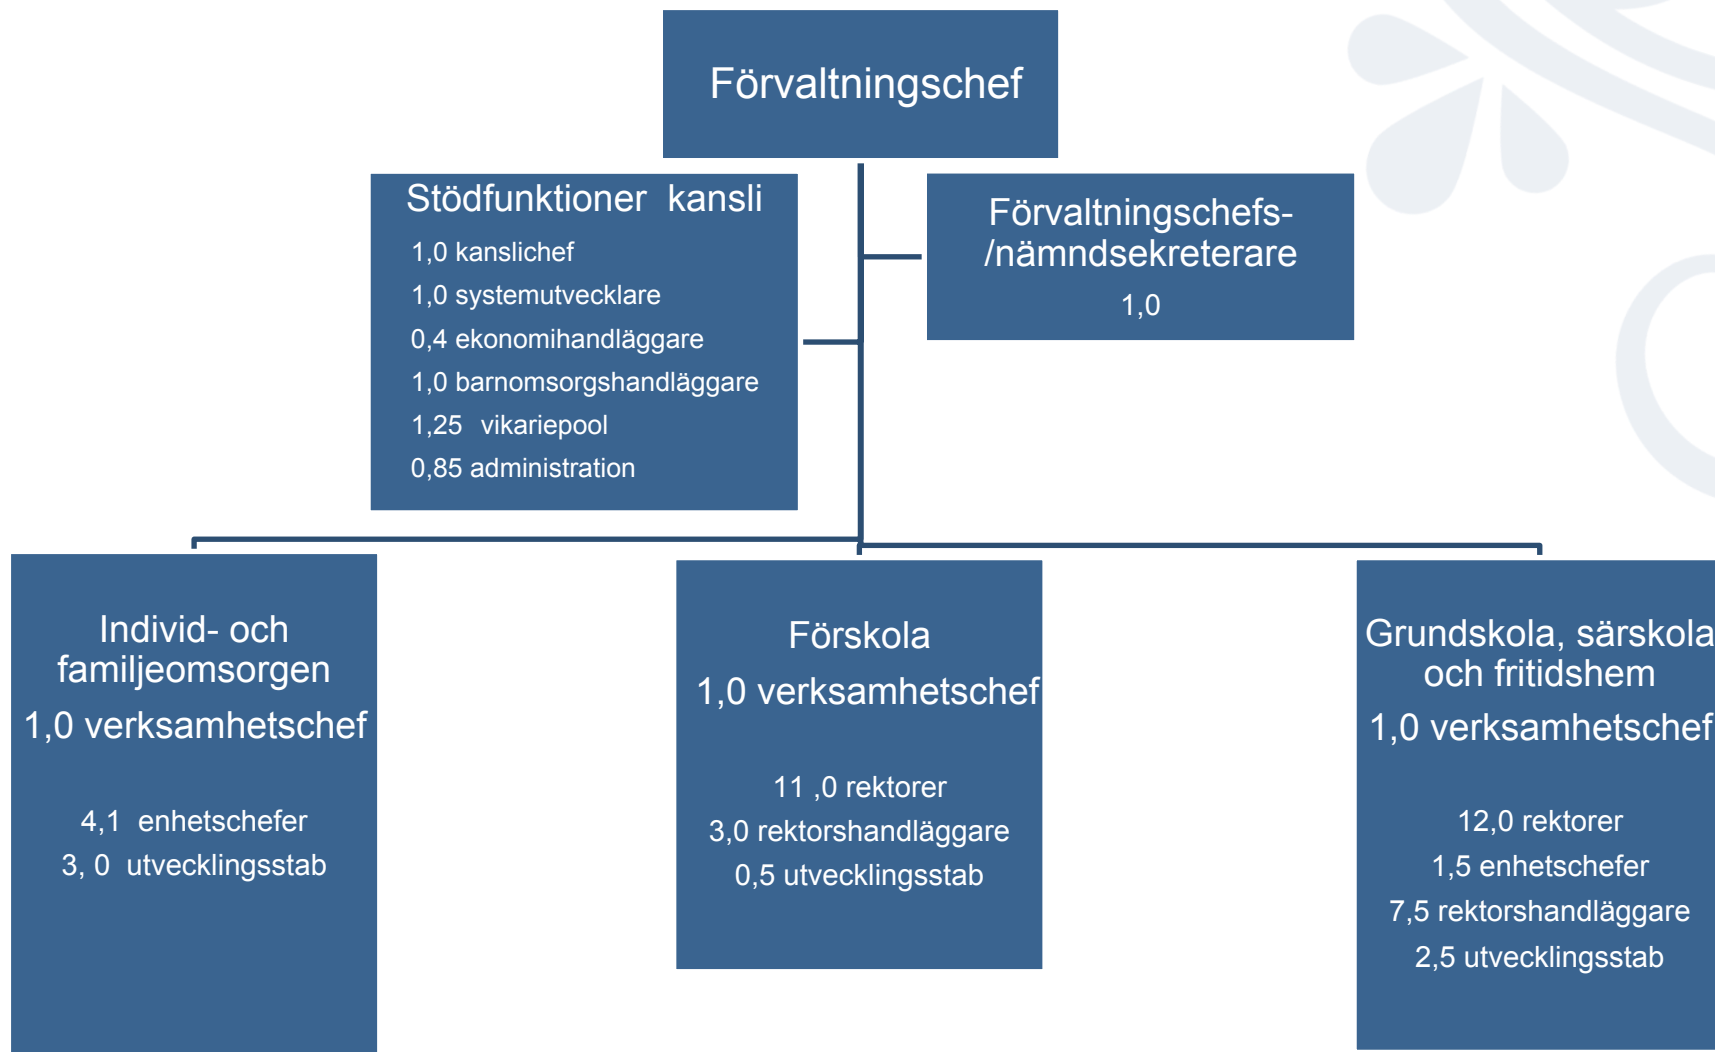 Förvaltningschef
Stödfunktioner kansli
1,0 kanslichef
1,0 systemutvecklare
0,4 ekonomihandläggare
1,0 barnomsorgshandläggare
1,25 vikariepool
0,85 administration
Förvaltningschefs-
/nämndsekreterare
1,0
Individ- och
familjeomsorgen
1,0 verksamhetschef
4,1 enhetschefer
3, 0 utvecklingsstab
Förskola
1,0 verksamhetschef
11 ,0 rektorer
3,0 rektorshandläggare
0,5 utvecklingsstab
Grundskola, särskola
och fritidshem
1,0 verksamhetschef
12,0 rektorer
1,5 enhetschefer
7,5 rektorshandläggare
2,5 utvecklingsstab